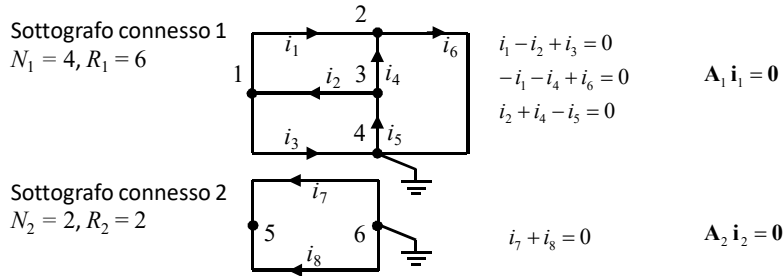 Sottografo connesso 1
N₁ = 4, R₁ = 6
2
i₁
i₆
1
i₂
3
i₄
i₃
4
i₅
i₁ − i₂ + i₃ = 0
−i₁ − i₄ + i₆ = 0
i₂ + i₄ − i₅ = 0
A₁ i₁ = 0
Sottografo connesso 2
N₂ = 2, R₂ = 2
i₇
5
6
i₈
i₇ + i₈ = 0
A₂ i₂ = 0